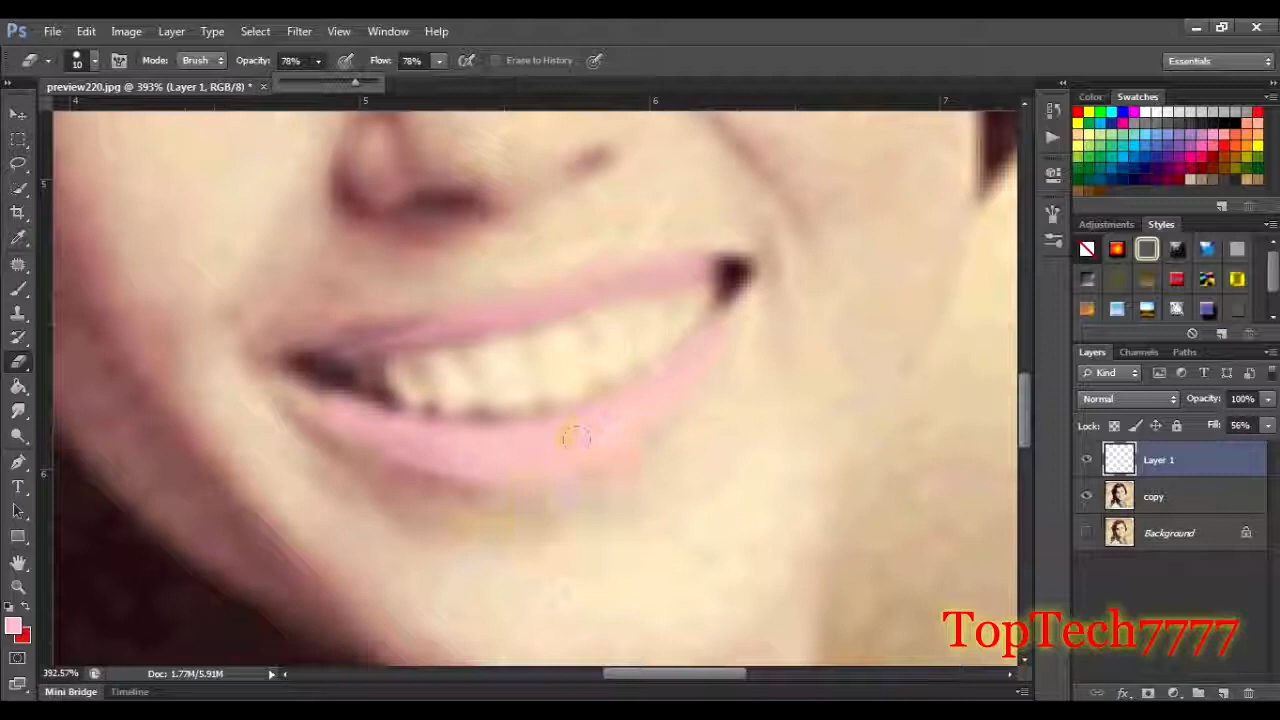 Ps File Edit Image Layer Type Select Filter View Window Help
10 Mode: Brush Opacity: 78% Flow: 78% Erase to History Essentials
preview220.jpg @ 393% (Layer 1, RGB/8) *
Color Swatches
4 5 6 7
5
6
Adjustments Styles
Layers Channels Paths
Kind
Normal Opacity: 100%
Lock: Fill: 56%
Layer 1
copy
Background
TopTech7777
392.57% Doc: 1.77M/5.91M
Mini Bridge Timeline